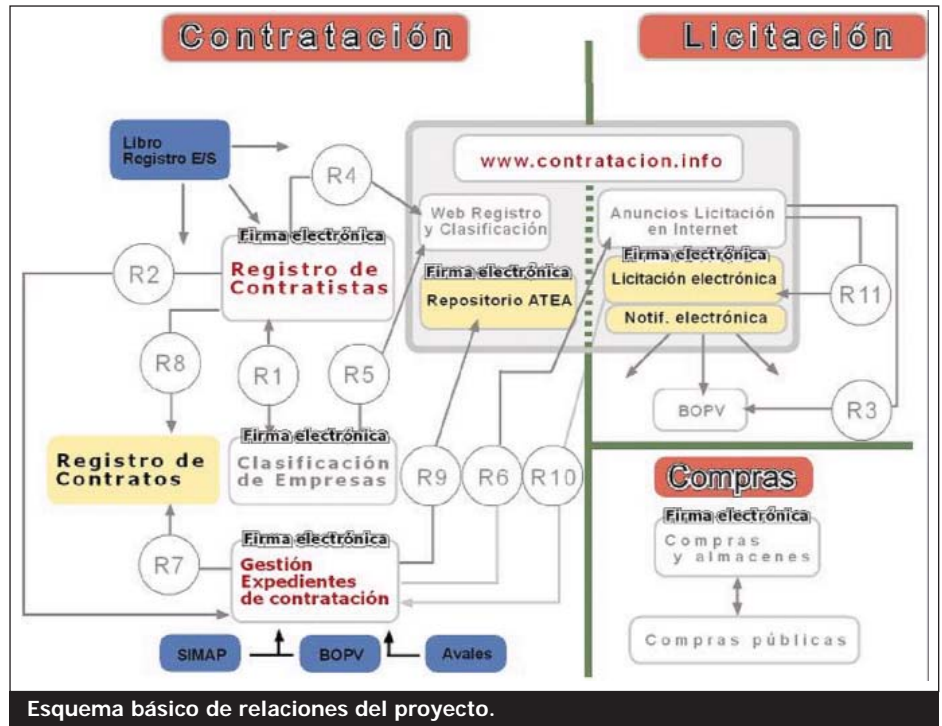 Contratación
Licitación
Libro
Registro E/S
R4
www.contratacion.info
Web Registro
y Clasificación
Anuncios Licitación
en Internet
Firma electrónica
Registro de
Contratistas
R2
Firma electrónica
Repositorio ATEA
Firma electrónica
Licitación electrónica
Notif. electrónica
R11
R8
R1
R5
BOPV
R3
Registro de
Contratos
Firma electrónica
Clasificación
de Empresas
R9
R6
R10
Compras
Firma electrónica
Compras
y almacenes
R7
Firma electrónica
Gestión
Expedientes
de contratación
Compras públicas
SIMAP
BOPV
Avales
Esquema básico de relaciones del proyecto.